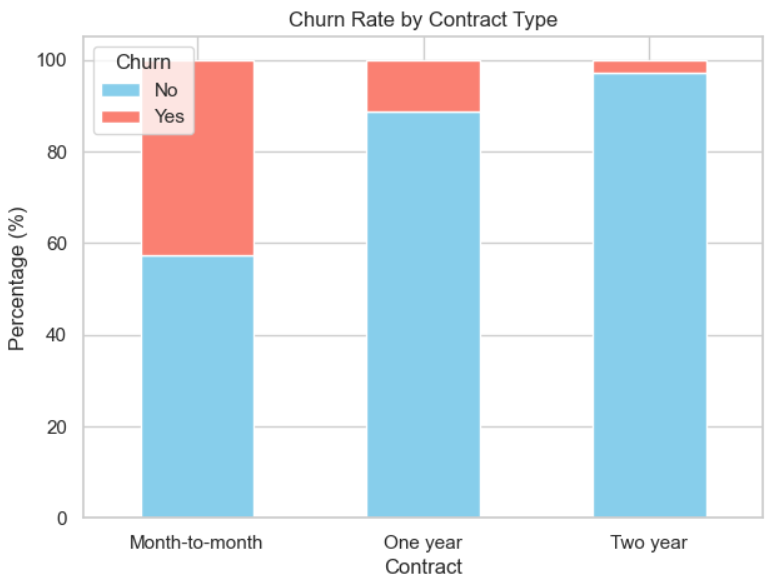 Churn Rate by Contract Type
Churn
No
Yes
Percentage (%)
100
80
60
40
20
0
Month-to-month One year Two year
Contract